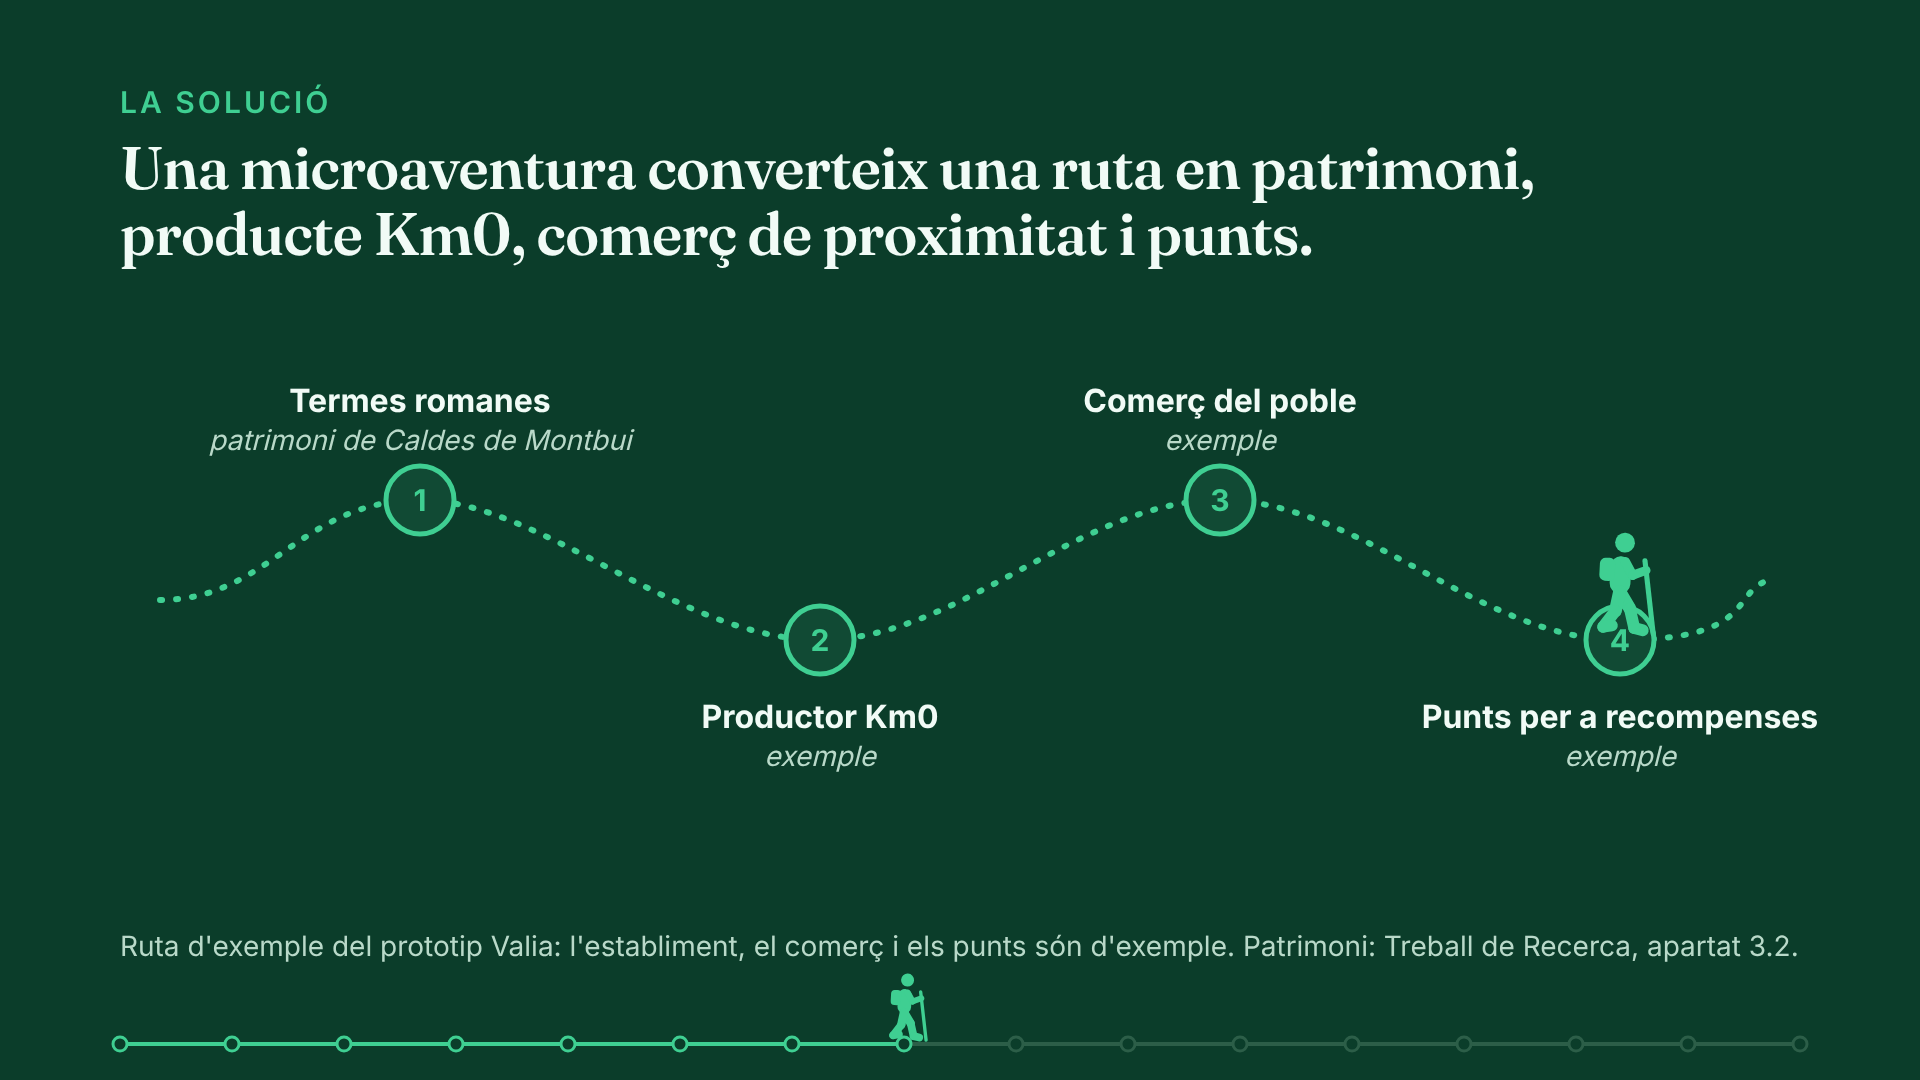 LA SOLUCIÓ
Una microaventura converteix una ruta en patrimoni,
producte Km0, comerç de proximitat i punts.
Termes romanes
patrimoni de Caldes de Montbui
1
Comerç del poble
exemple
3
2
Productor Km0
exemple
4
Punts per a recompenses
exemple
Ruta d'exemple del prototip Valia: l'establiment, el comerç i els punts són d'exemple. Patrimoni: Treball de Recerca, apartat 3.2.